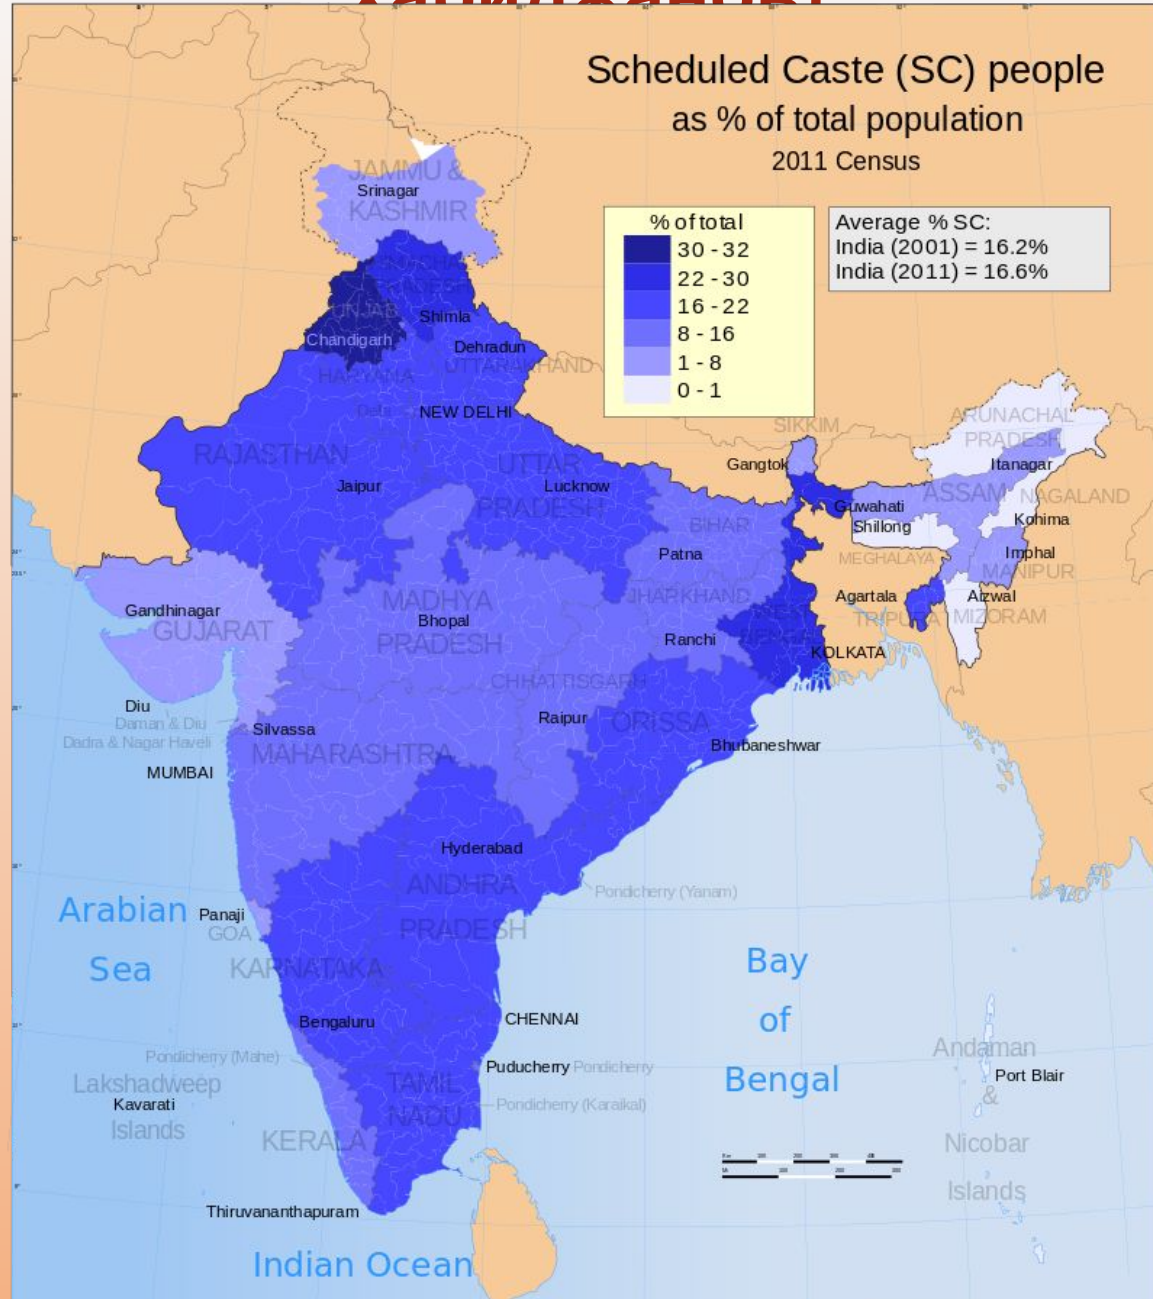 Scheduled Caste (SC) people
as % of total population
2011 Census
% of total
30 - 32
22 - 30
16 - 22
8 - 16
1 - 8
0 - 1
Average % SC:
India (2001) = 16.2%
India (2011) = 16.6%
JAMMU &
Srinagar
KASHMIR
PRADESH
Shimla
Chandigarh
Dehradun
UTTARAKHAND
HARYANA
Delhi
NEW DELHI
SIKKIM
Gangtok
ARUNACHAL
PRADESH
Itanagar
RAJASTHAN
Jaipur
UTTAR
Lucknow
PRADESH
ASSAM
NAGALAND
Guwahati
Shillong
Kohima
BIHAR
Patna
MEGHALAYA
Imphal
MANIPUR
Gandhinagar
GUJARAT
MADHYA
Bhopal
PRADESH
JHARKHAND
Ranchi
WEST
BENGAL
KOLKATA
Agartala
TRIPURA
Aizwal
MIZORAM
CHHATTISGARH
Raipur
ORISSA
Bhubaneshwar
Diu
Daman & Diu
Dadra & Nagar Haveli
Silvassa
MAHARASHTRA
MUMBAI
Hyderabad
ANDHRA
PRADESH
Pondicherry (Yanam)
Arabian
Sea
Panaji
GOA
KARNATAKA
Bengaluru
CHENNAI
Bay
of
Bengal
Pondicherry (Mahe)
Puducherry Pondicherry
Lakshadweep
Kavarati
Islands
TAMIL
NADU
Pondicherry (Karaikal)
KERALA
Thiruvananthapuram
Andaman
Port Blair
&
Nicobar
Islands
Indian Ocean